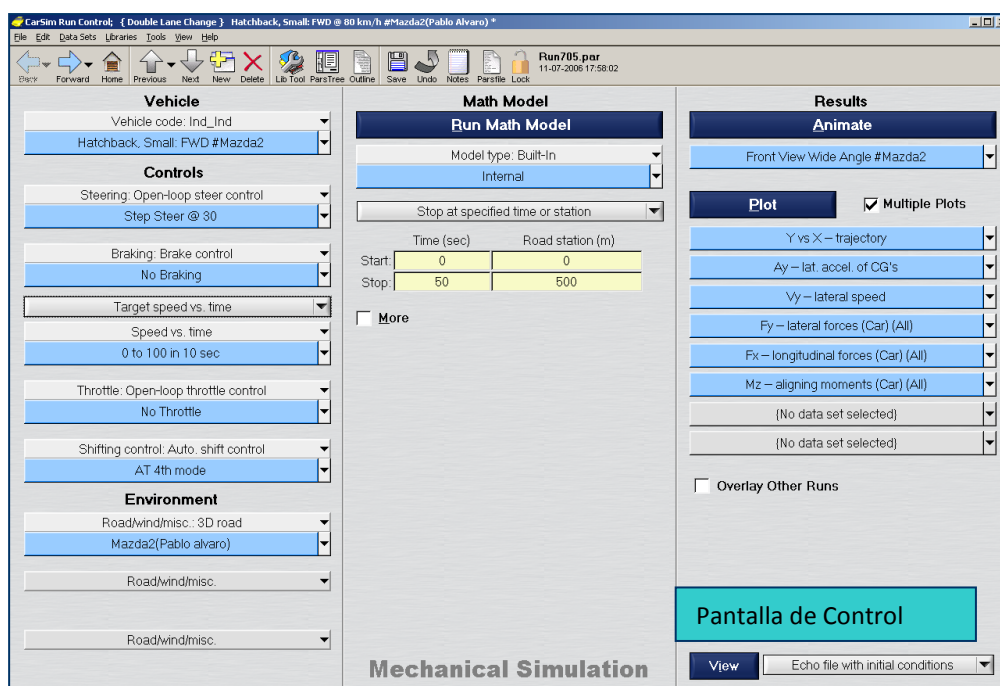 CarSim Run Control; { Double Lane Change } Hatchback, Small: FWD @ 80 km/h #Mazda2(Pablo Alvaro) *
File Edit Data Sets Libraries Tools View Help
Back Forward Home Previous Next New Delete Lib Tool ParsTree Outline Save Undo Notes Parsfile Lock
Run705.par
11-07-2006 17:58:02
Vehicle
Vehicle code: Ind_Ind
Hatchback, Small: FWD #Mazda2
Controls
Steering: Open-loop steer control
Step Steer @ 30
Braking: Brake control
No Braking
Target speed vs. time
Speed vs. time
0 to 100 in 10 sec
Throttle: Open-loop throttle control
No Throttle
Shifting control: Auto. shift control
AT 4th mode
Environment
Road/wind/misc.: 3D road
Mazda2(Pablo alvaro)
Road/wind/misc.
Road/wind/misc.
Math Model
Run Math Model
Model type: Built-In
Internal
Stop at specified time or station
Time (sec) Road station (m)
Start: 0 0
Stop: 50 500
More
Mechanical Simulation
Results
Animate
Front View Wide Angle #Mazda2
Plot Multiple Plots
Y vs X – trajectory
Ay – lat. accel. of CG's
Vy – lateral speed
Fy – lateral forces (Car) (All)
Fx – longitudinal forces (Car) (All)
Mz – aligning moments (Car) (All)
{No data set selected}
{No data set selected}
Overlay Other Runs
Pantalla de Control
View Echo file with initial conditions